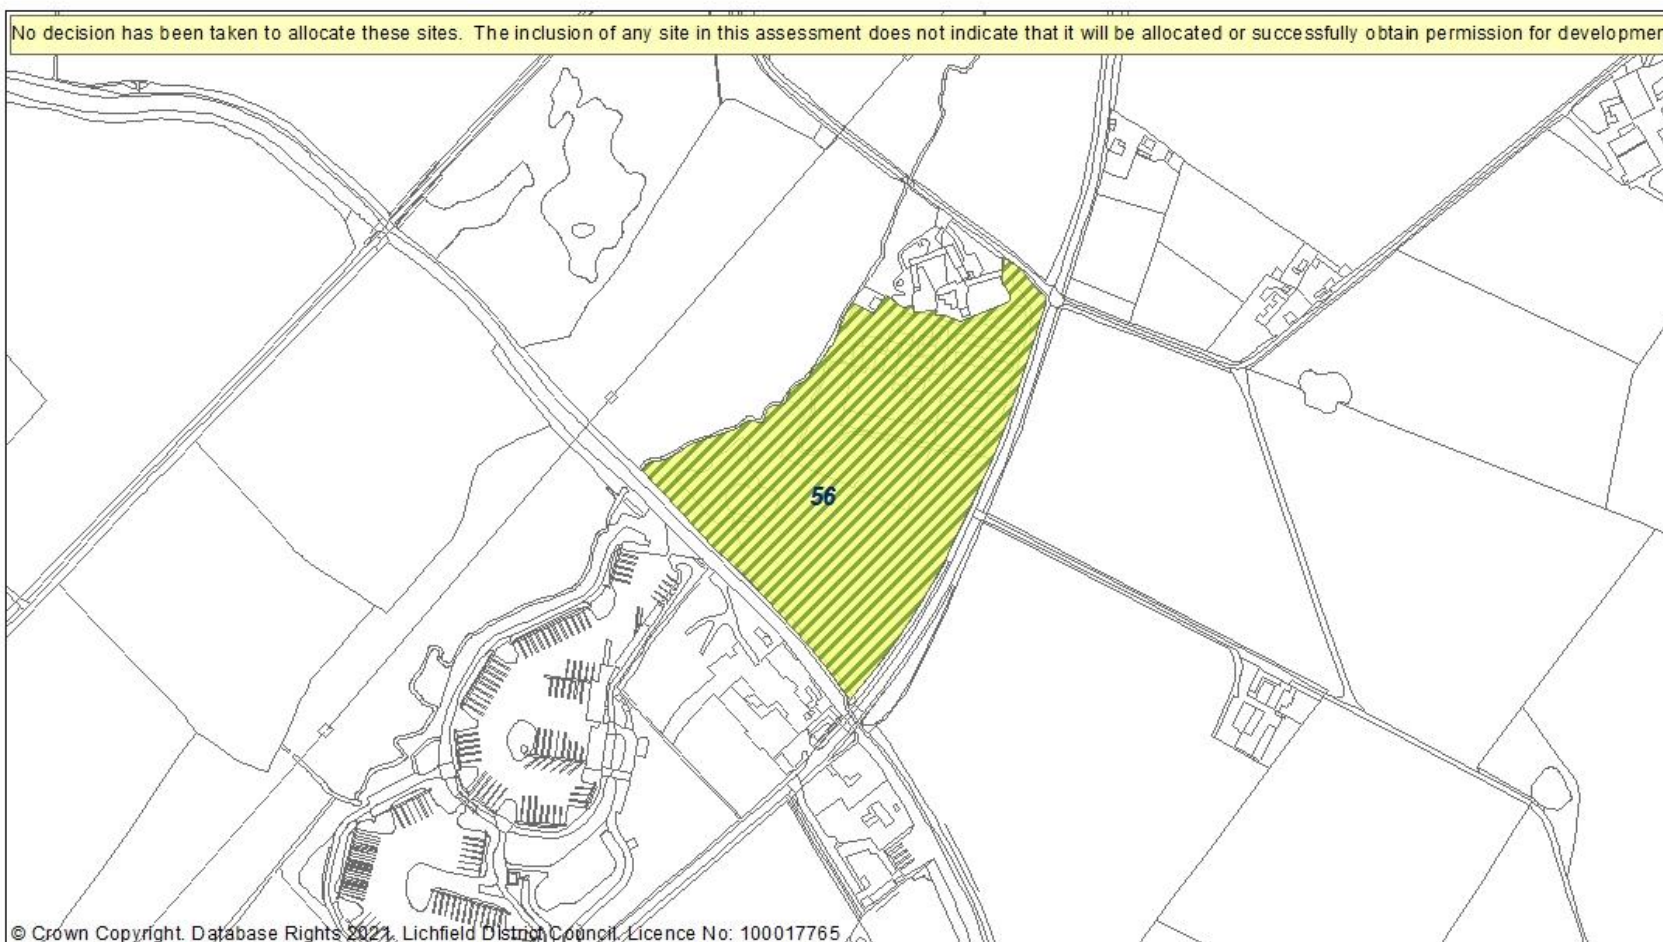 No decision has been taken to allocate these sites. The inclusion of any site in this assessment does not indicate that it will be allocated or successfully obtain permission for developmen
56
© Crown Copyright. Database Rights 2021. Lichfield District Council. Licence No: 100017765